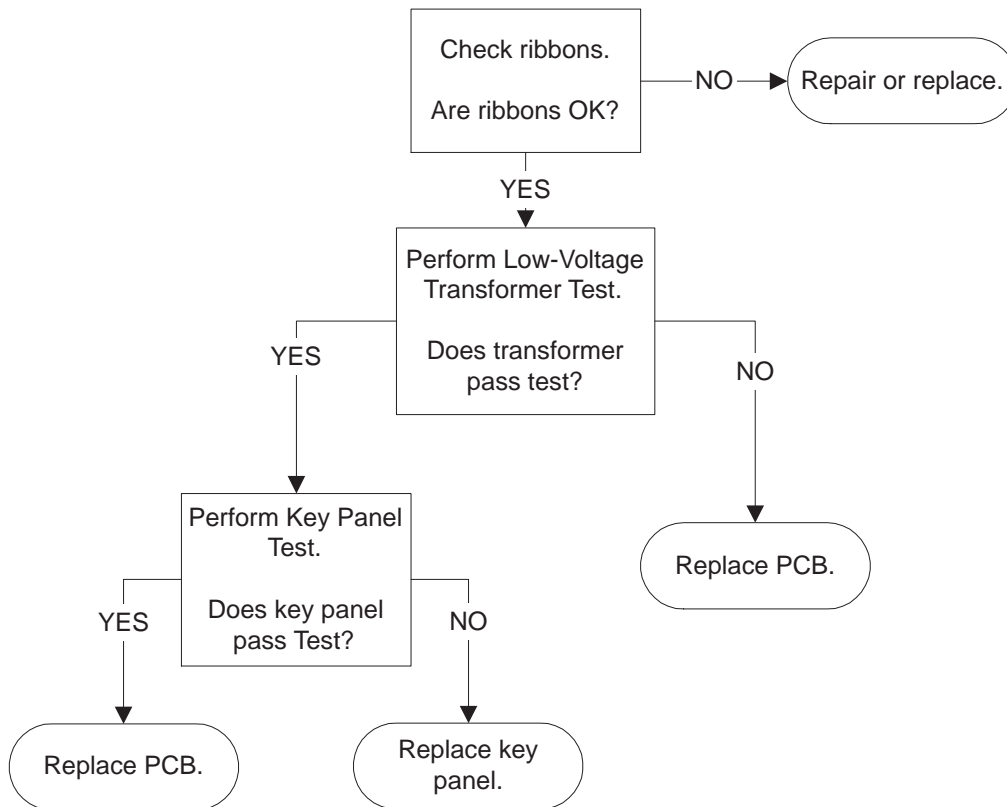 Check ribbons.
Are ribbons OK?
NO
Repair or replace.
YES
Perform Low-Voltage
Transformer Test.
Does transformer
pass test?
YES
NO
Perform Key Panel
Test.
Does key panel
pass Test?
Replace PCB.
YES
NO
Replace PCB.
Replace key
panel.